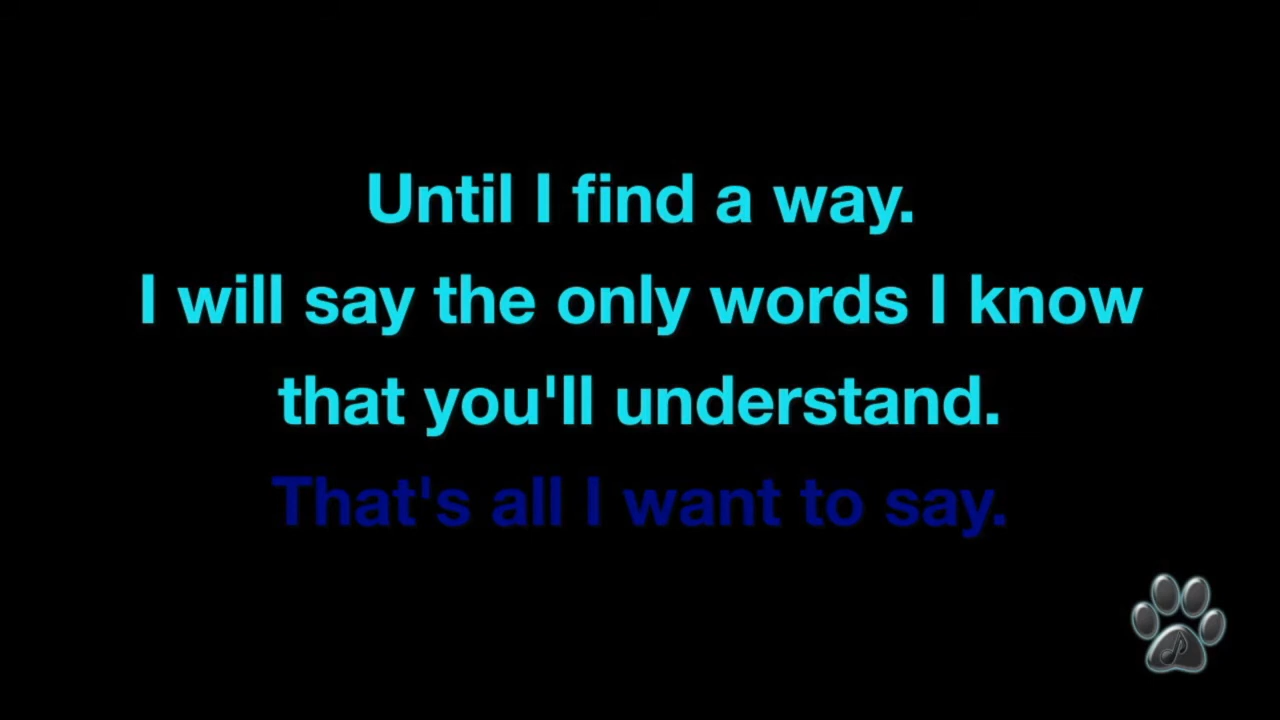 Until I find a way.
I will say the only words I know
that you'll understand.
That's all I want to say.